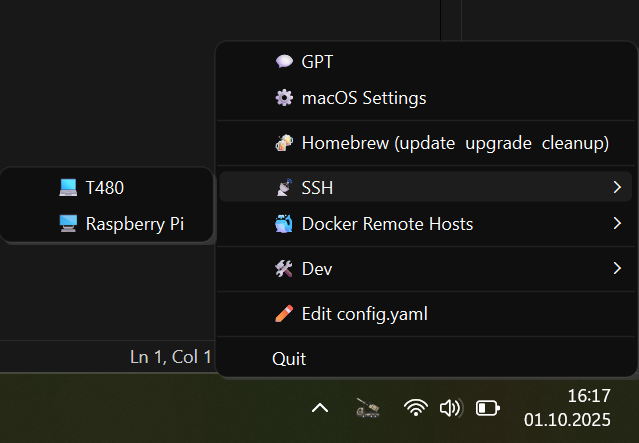 GPT
macOS Settings
Homebrew (update  upgrade  cleanup)
SSH
T480
Raspberry Pi
Docker Remote Hosts
Dev
Edit config.yaml
Quit
Ln 1, Col 1
16:17
01.10.2025